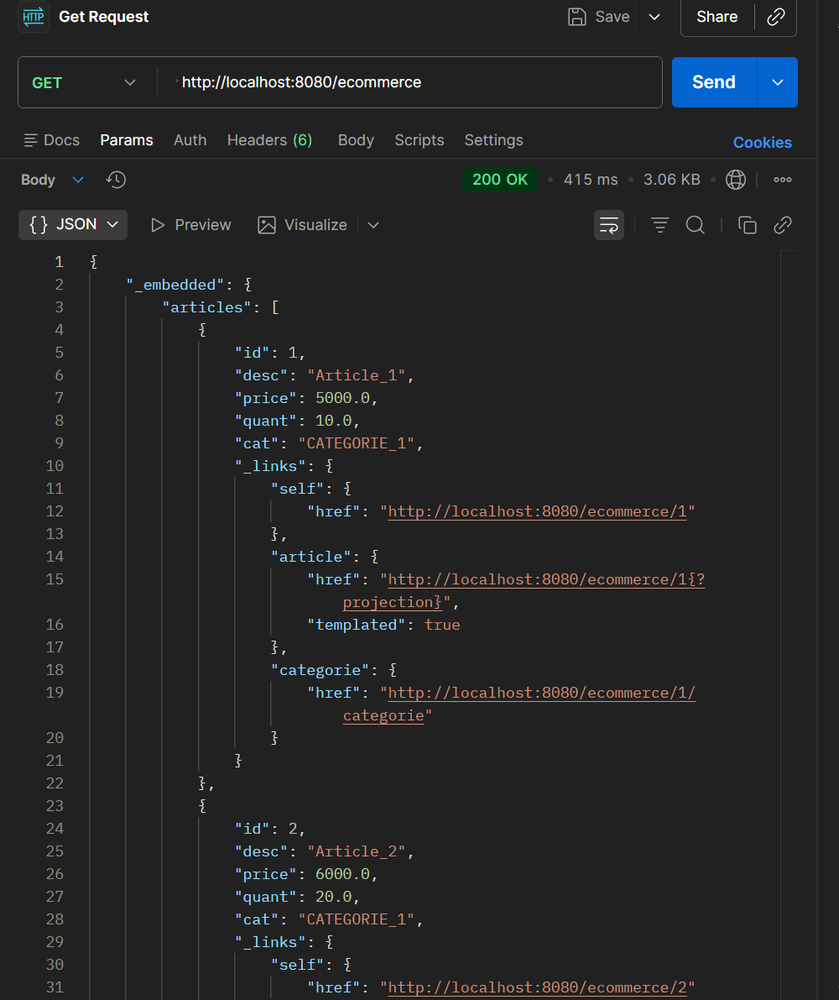 HTTP Get Request Save Share
GET http://localhost:8080/ecommerce Send
Docs Params Auth Headers (6) Body Scripts Settings Cookies
Body 200 OK 415 ms 3.06 KB
{} JSON Preview Visualize
1 {
2 "_embedded": {
3 "articles": [
4 {
5 "id": 1,
6 "desc": "Article_1",
7 "price": 5000.0,
8 "quant": 10.0,
9 "cat": "CATEGORIE_1",
10 "_links": {
11 "self": {
12 "href": "http://localhost:8080/ecommerce/1"
13 },
14 "article": {
15 "href": "http://localhost:8080/ecommerce/1{?
projection}",
16 "templated": true
17 },
18 "categorie": {
19 "href": "http://localhost:8080/ecommerce/1/
categorie"
20 }
21 }
22 },
23 {
24 "id": 2,
25 "desc": "Article_2",
26 "price": 6000.0,
27 "quant": 20.0,
28 "cat": "CATEGORIE_1",
29 "_links": {
30 "self": {
31 "href": "http://localhost:8080/ecommerce/2"